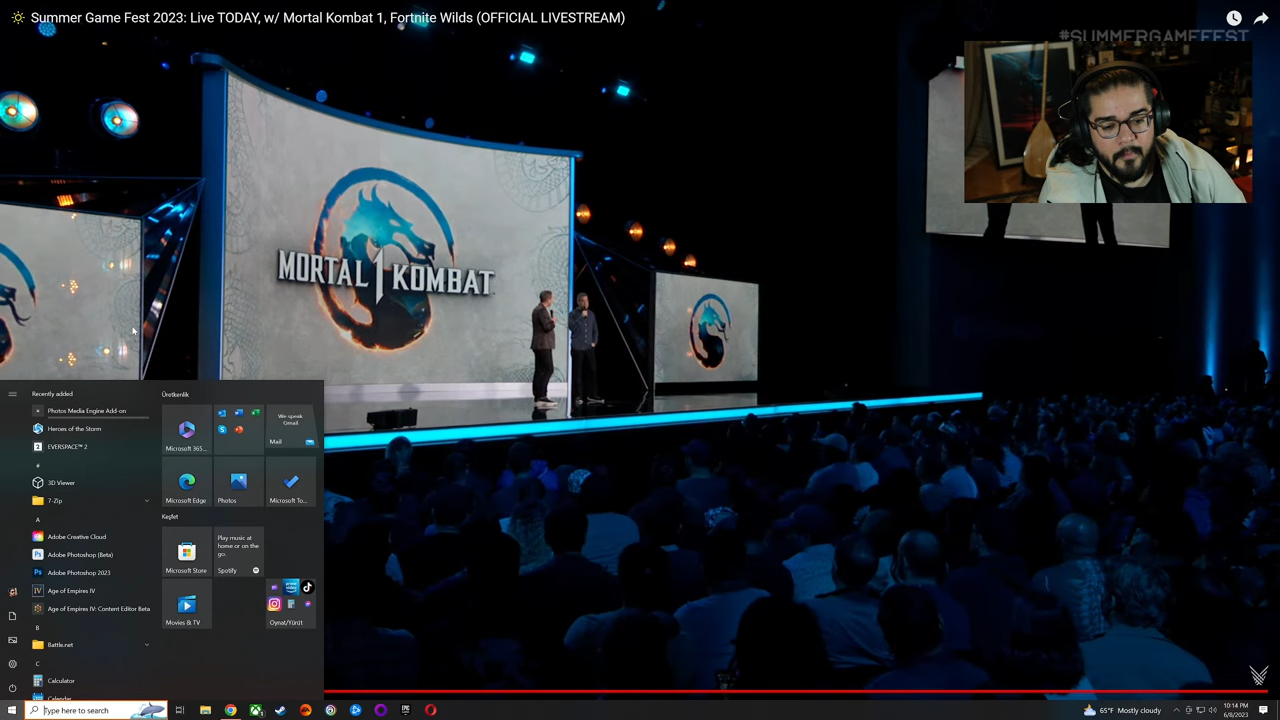 Summer Game Fest 2023: Live TODAY, w/ Mortal Kombat 1, Fortnite Wilds (OFFICIAL LIVESTREAM)
#SUMMERGAMEFEST
MORTAL 1 KOMBAT
Recently added
Photos Media Engine Add-on
Heroes of the Storm
EVERSPACE™ 2
#
3D Viewer
7-Zip
A
Adobe Creative Cloud
Adobe Photoshop (Beta)
Adobe Photoshop 2023
Age of Empires IV
Age of Empires IV: Content Editor Beta
B
Battle.net
C
Calculator
Calendar
Üretkenlik
Microsoft 365...
We speak
Gmail
Mail
Microsoft Edge
Photos
Microsoft To...
Keşfet
Microsoft Store
Play music at
home or on the
go.
Spotify
Movies & TV
Oynat/Yürüt
Type here to search
65°F Mostly cloudy
10:14 PM
6/8/2023